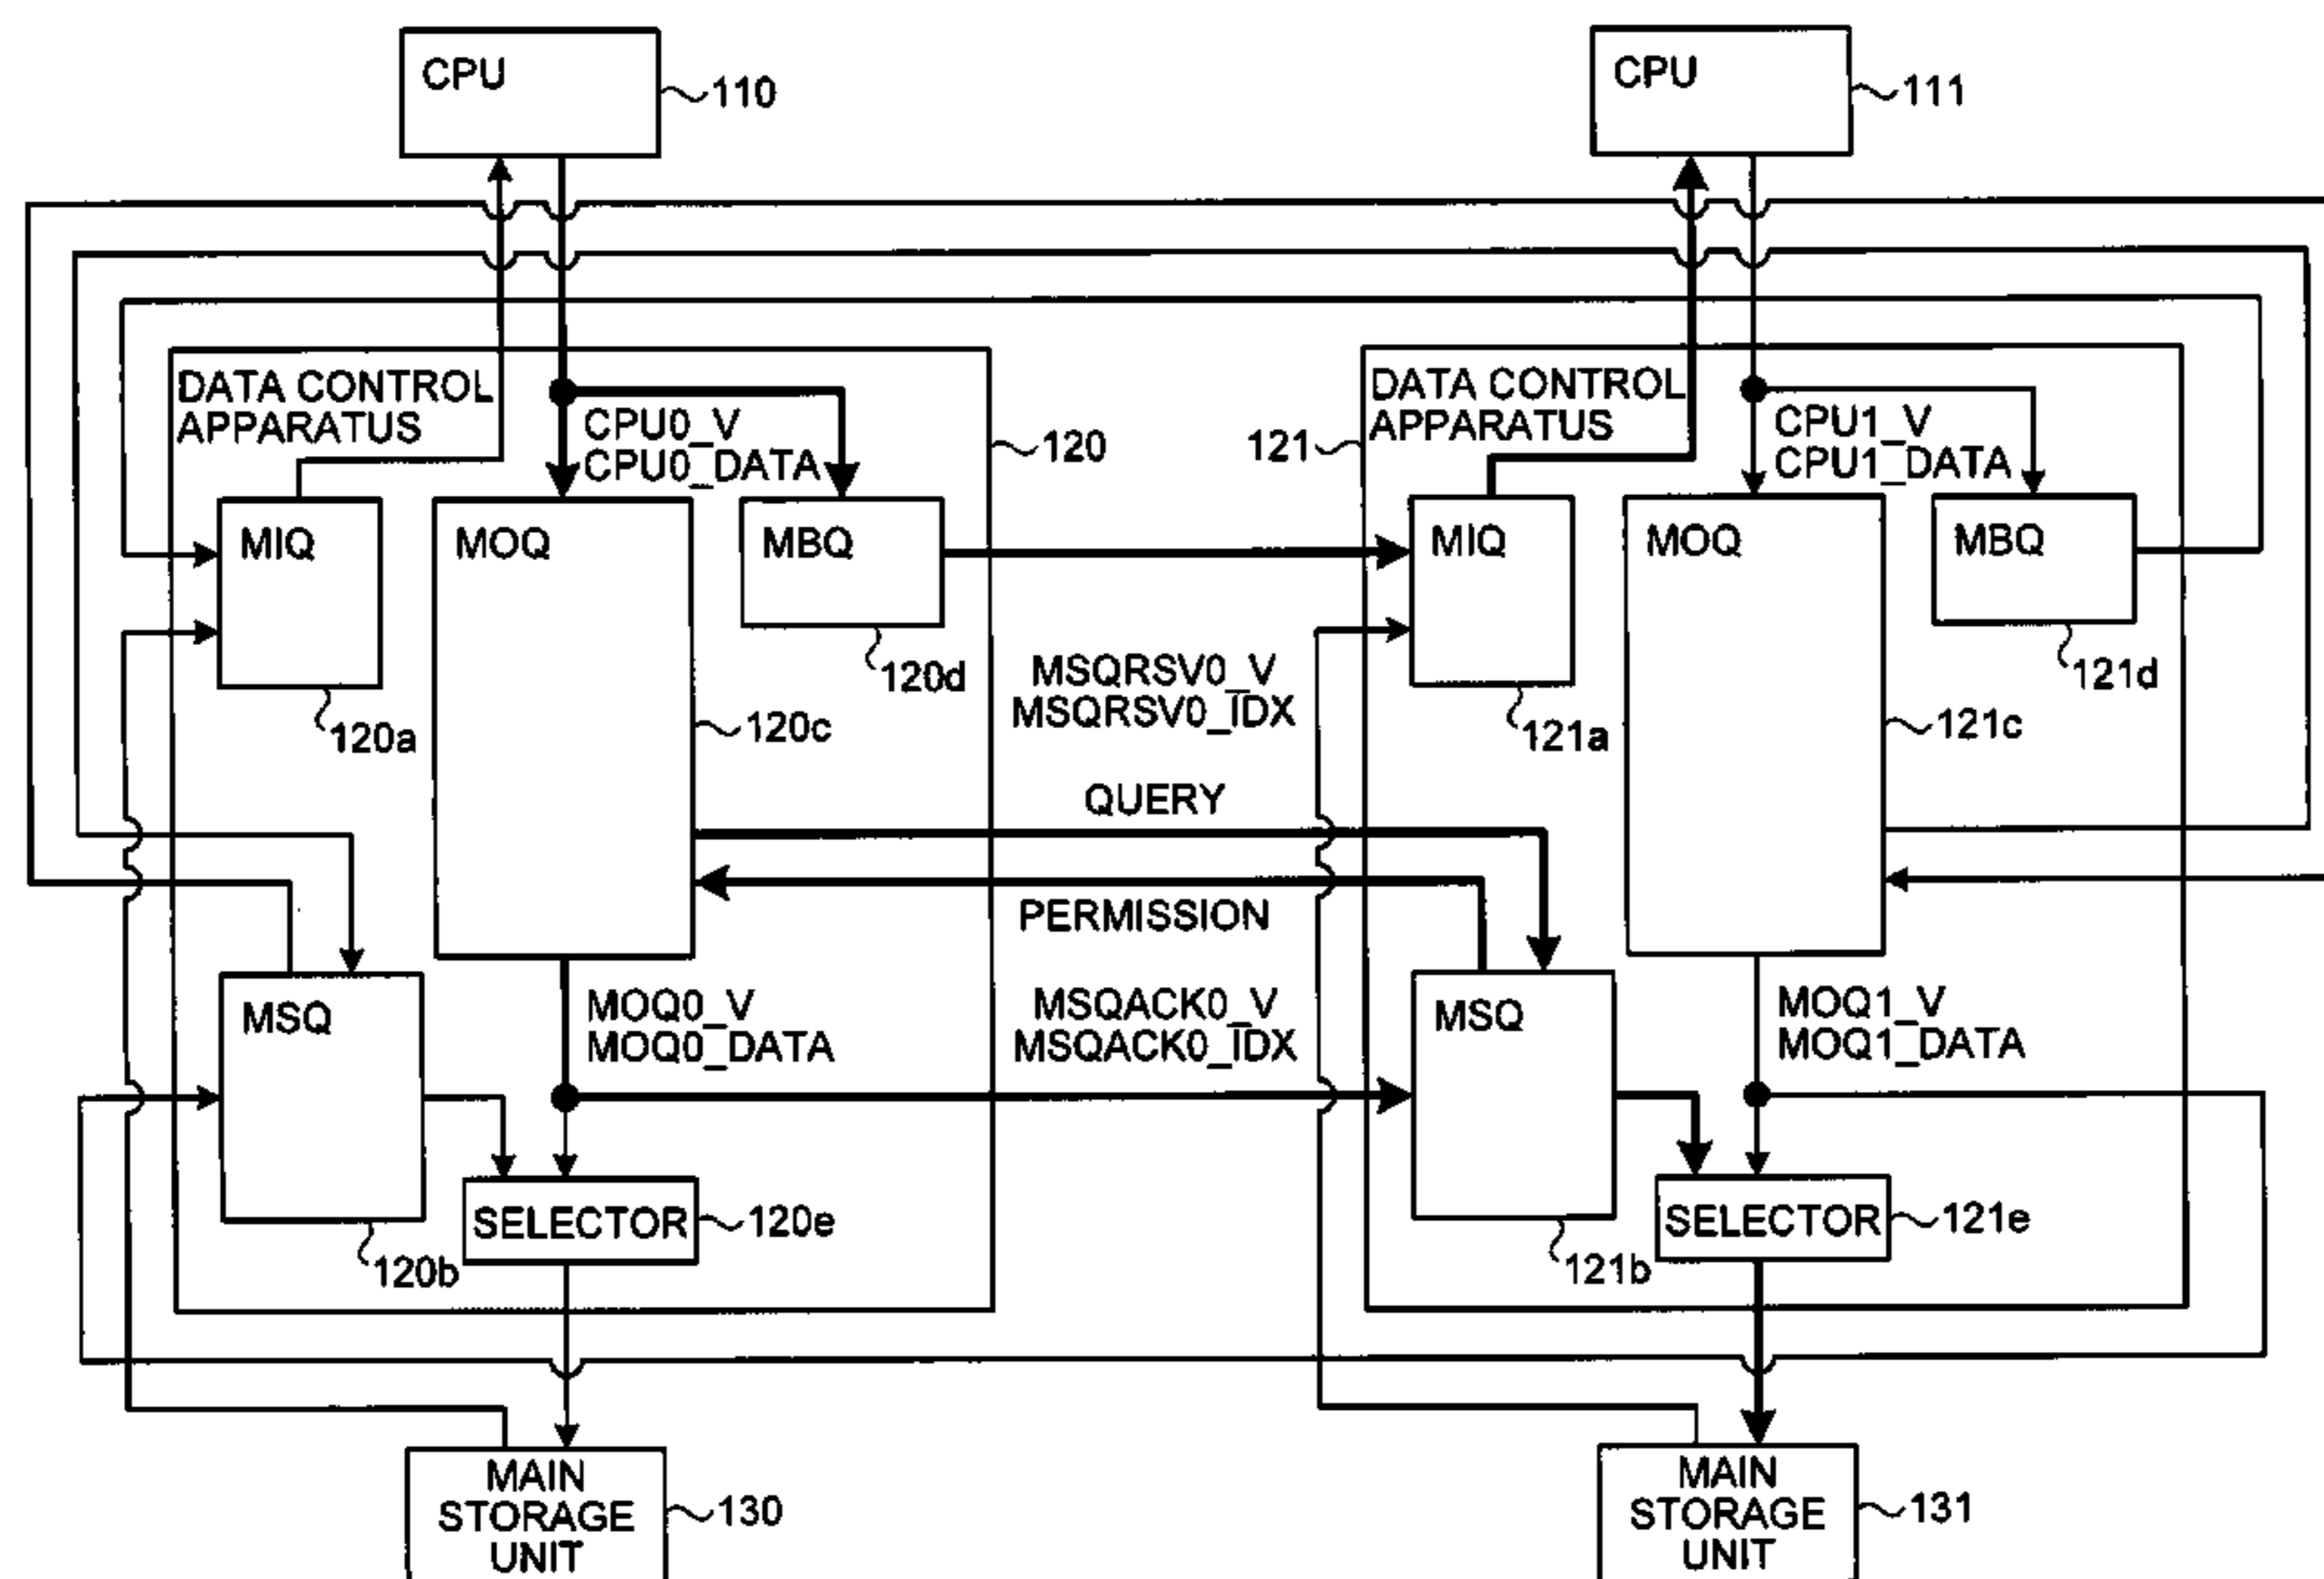 CPU
110
CPU
111
DATA CONTROL
APPARATUS
CPU0_V
CPU0_DATA
120
121
DATA CONTROL
APPARATUS
CPU1_V
CPU1_DATA
MIQ
MOQ
MBQ
MIQ
MOQ
MBQ
120a
120c
120d
MSQRSV0_V
MSQRSV0_IDX
121a
121c
121d
QUERY
PERMISSION
MSQ
MOQ0_V
MOQ0_DATA
MSQACK0_V
MSQACK0_IDX
MSQ
MOQ1_V
MOQ1_DATA
SELECTOR
120e
SELECTOR
121e
120b
121b
MAIN
STORAGE
UNIT
130
MAIN
STORAGE
UNIT
131